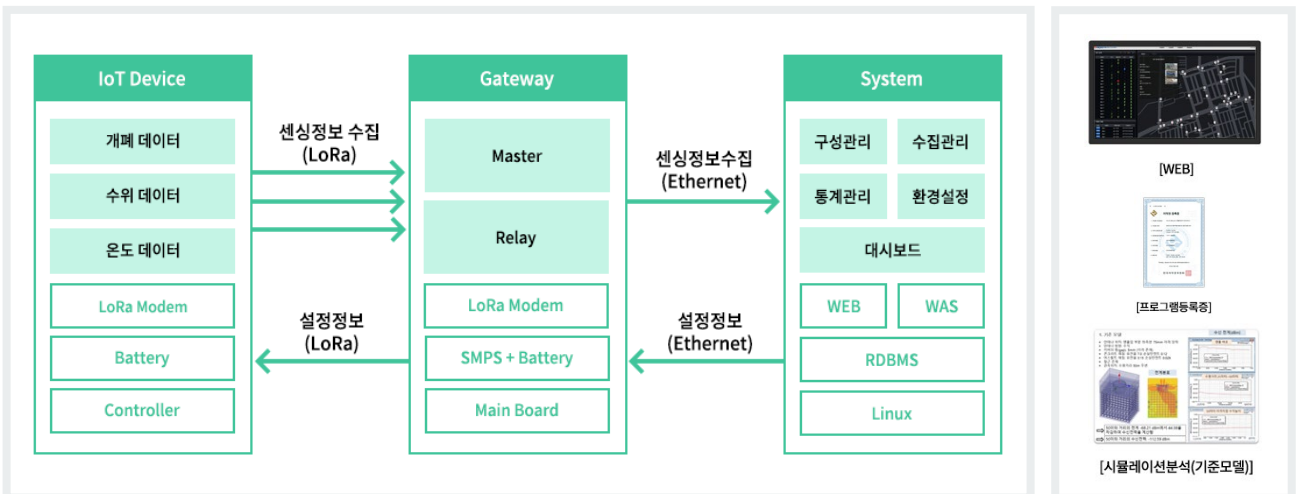 IoT Device
개폐 데이터
수위 데이터
온도 데이터
LoRa Modem
Battery
Controller
센싱정보 수집
(LoRa)
설정정보
(LoRa)
Gateway
Master
Relay
LoRa Modem
SMPS + Battery
Main Board
센싱정보수집
(Ethernet)
설정정보
(Ethernet)
System
구성관리
수집관리
통계관리
환경설정
대시보드
WEB
WAS
RDBMS
Linux
[WEB]
[프로그램등록증]
[시뮬레이션분석(기준모델)]